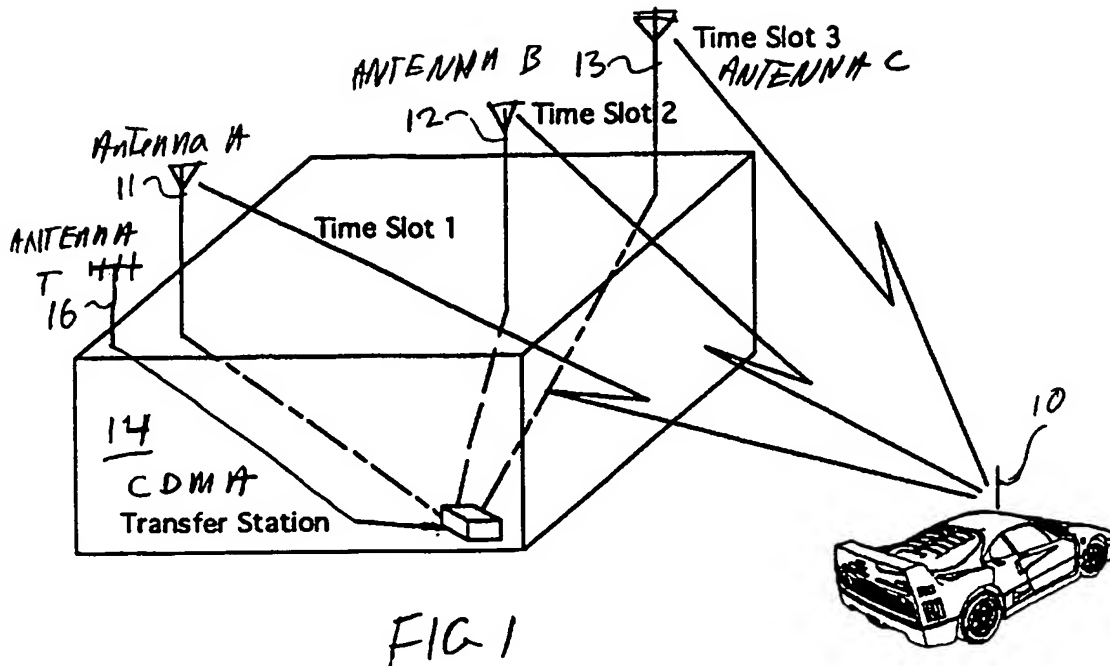 Time Slot 3
ANTENNA B 13
ANTENNA C
12 Time Slot 2
Antenna A
11
Time Slot 1
ANTENNA
T
16
10
14
CDMA
Transfer Station
FIG 1